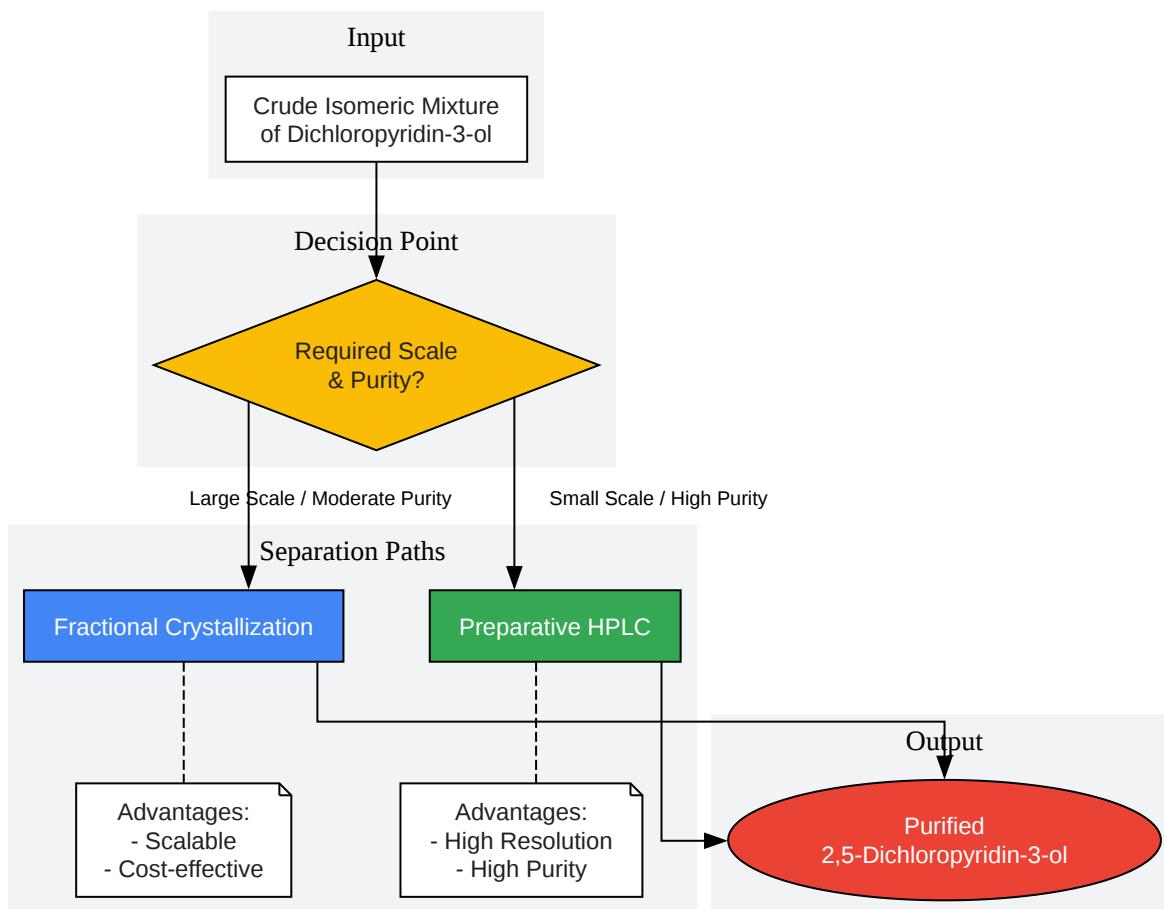 Input
Crude Isomeric Mixture
of Dichloropyridin-3-ol
Decision Point
Required Scale
& Purity?
Large Scale / Moderate Purity
Small Scale / High Purity
Separation Paths
Fractional Crystallization
Preparative HPLC
Advantages:
- Scalable
- Cost-effective
Advantages:
- High Resolution
- High Purity
Output
Purified
2,5-Dichloropyridin-3-ol